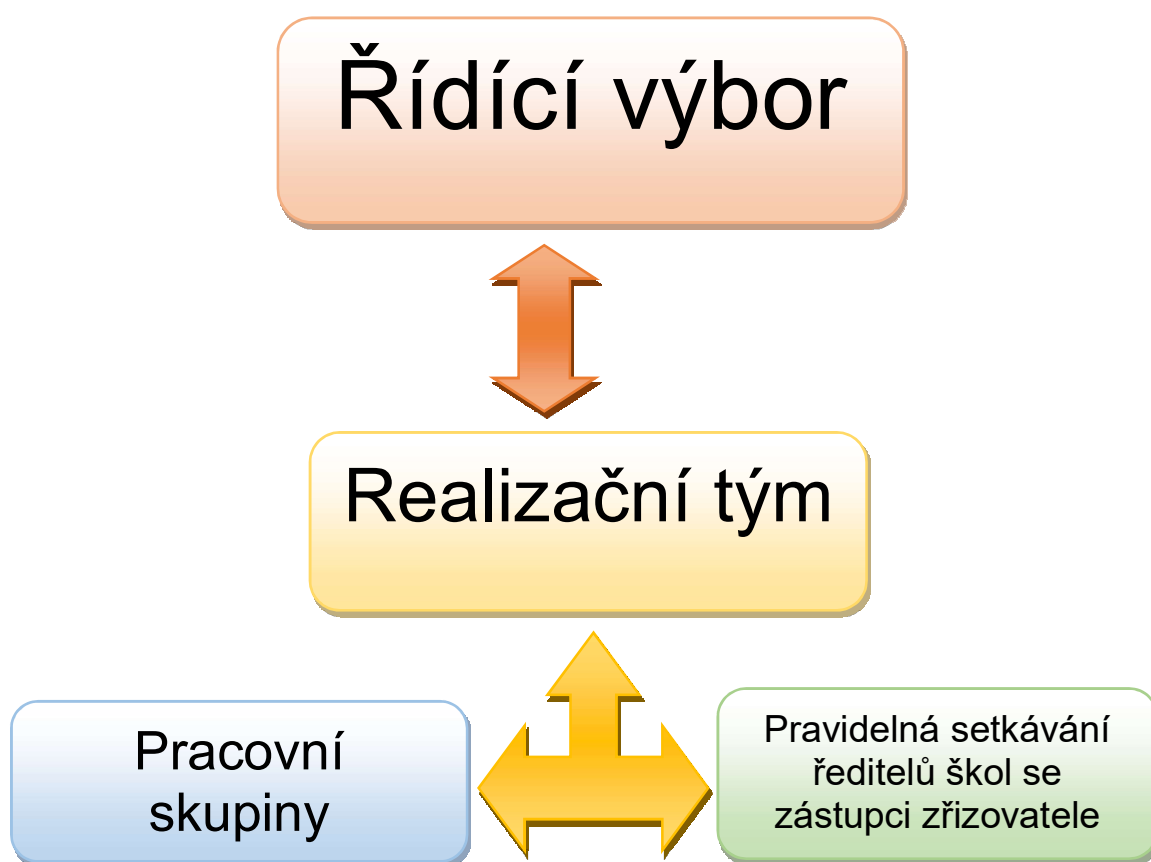 Řídící výbor
Realizační tým
Pracovní
skupiny
Pravidelná setkávání
ředitelů škol se
zástupci zřizovatele